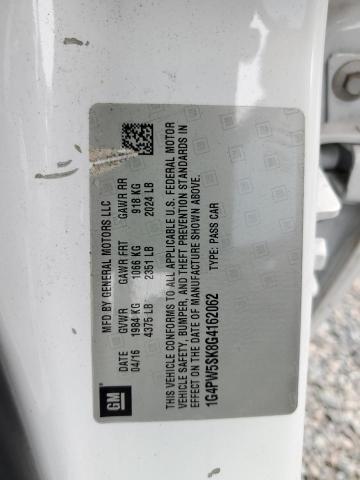 GM
MFD BY GENERAL MOTORS LLC
DATE GVWR GAWR FRT GAWR RR
04/16 1984 KG 1066 KG 918 KG
4375 LB 2351 LB 2024 LB
THIS VEHICLE CONFORMS TO ALL APPLICABLE U.S. FEDERAL MOTOR
VEHICLE SAFETY, BUMPER, AND THEFT PREVENTION STANDARDS IN
EFFECT ON THE DATE OF MANUFACTURE SHOWN ABOVE.
1G4PW5SK8G4162062 TYPE: PASS CAR